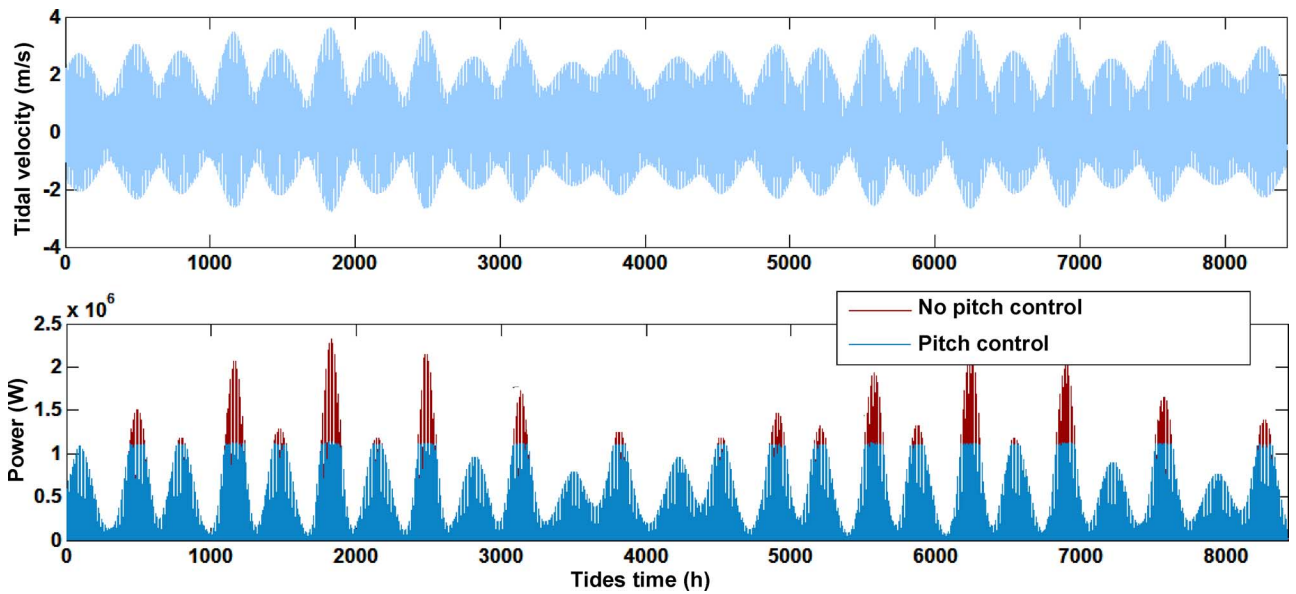 4
2
0
-2
-4
Tidal velocity (m/s)
0 1000 2000 3000 4000 5000 6000 7000 8000
x 10^6
2.5
2
1.5
1
0.5
0
Power (W)
No pitch control
Pitch control
0 1000 2000 3000 4000 5000 6000 7000 8000
Tides time (h)